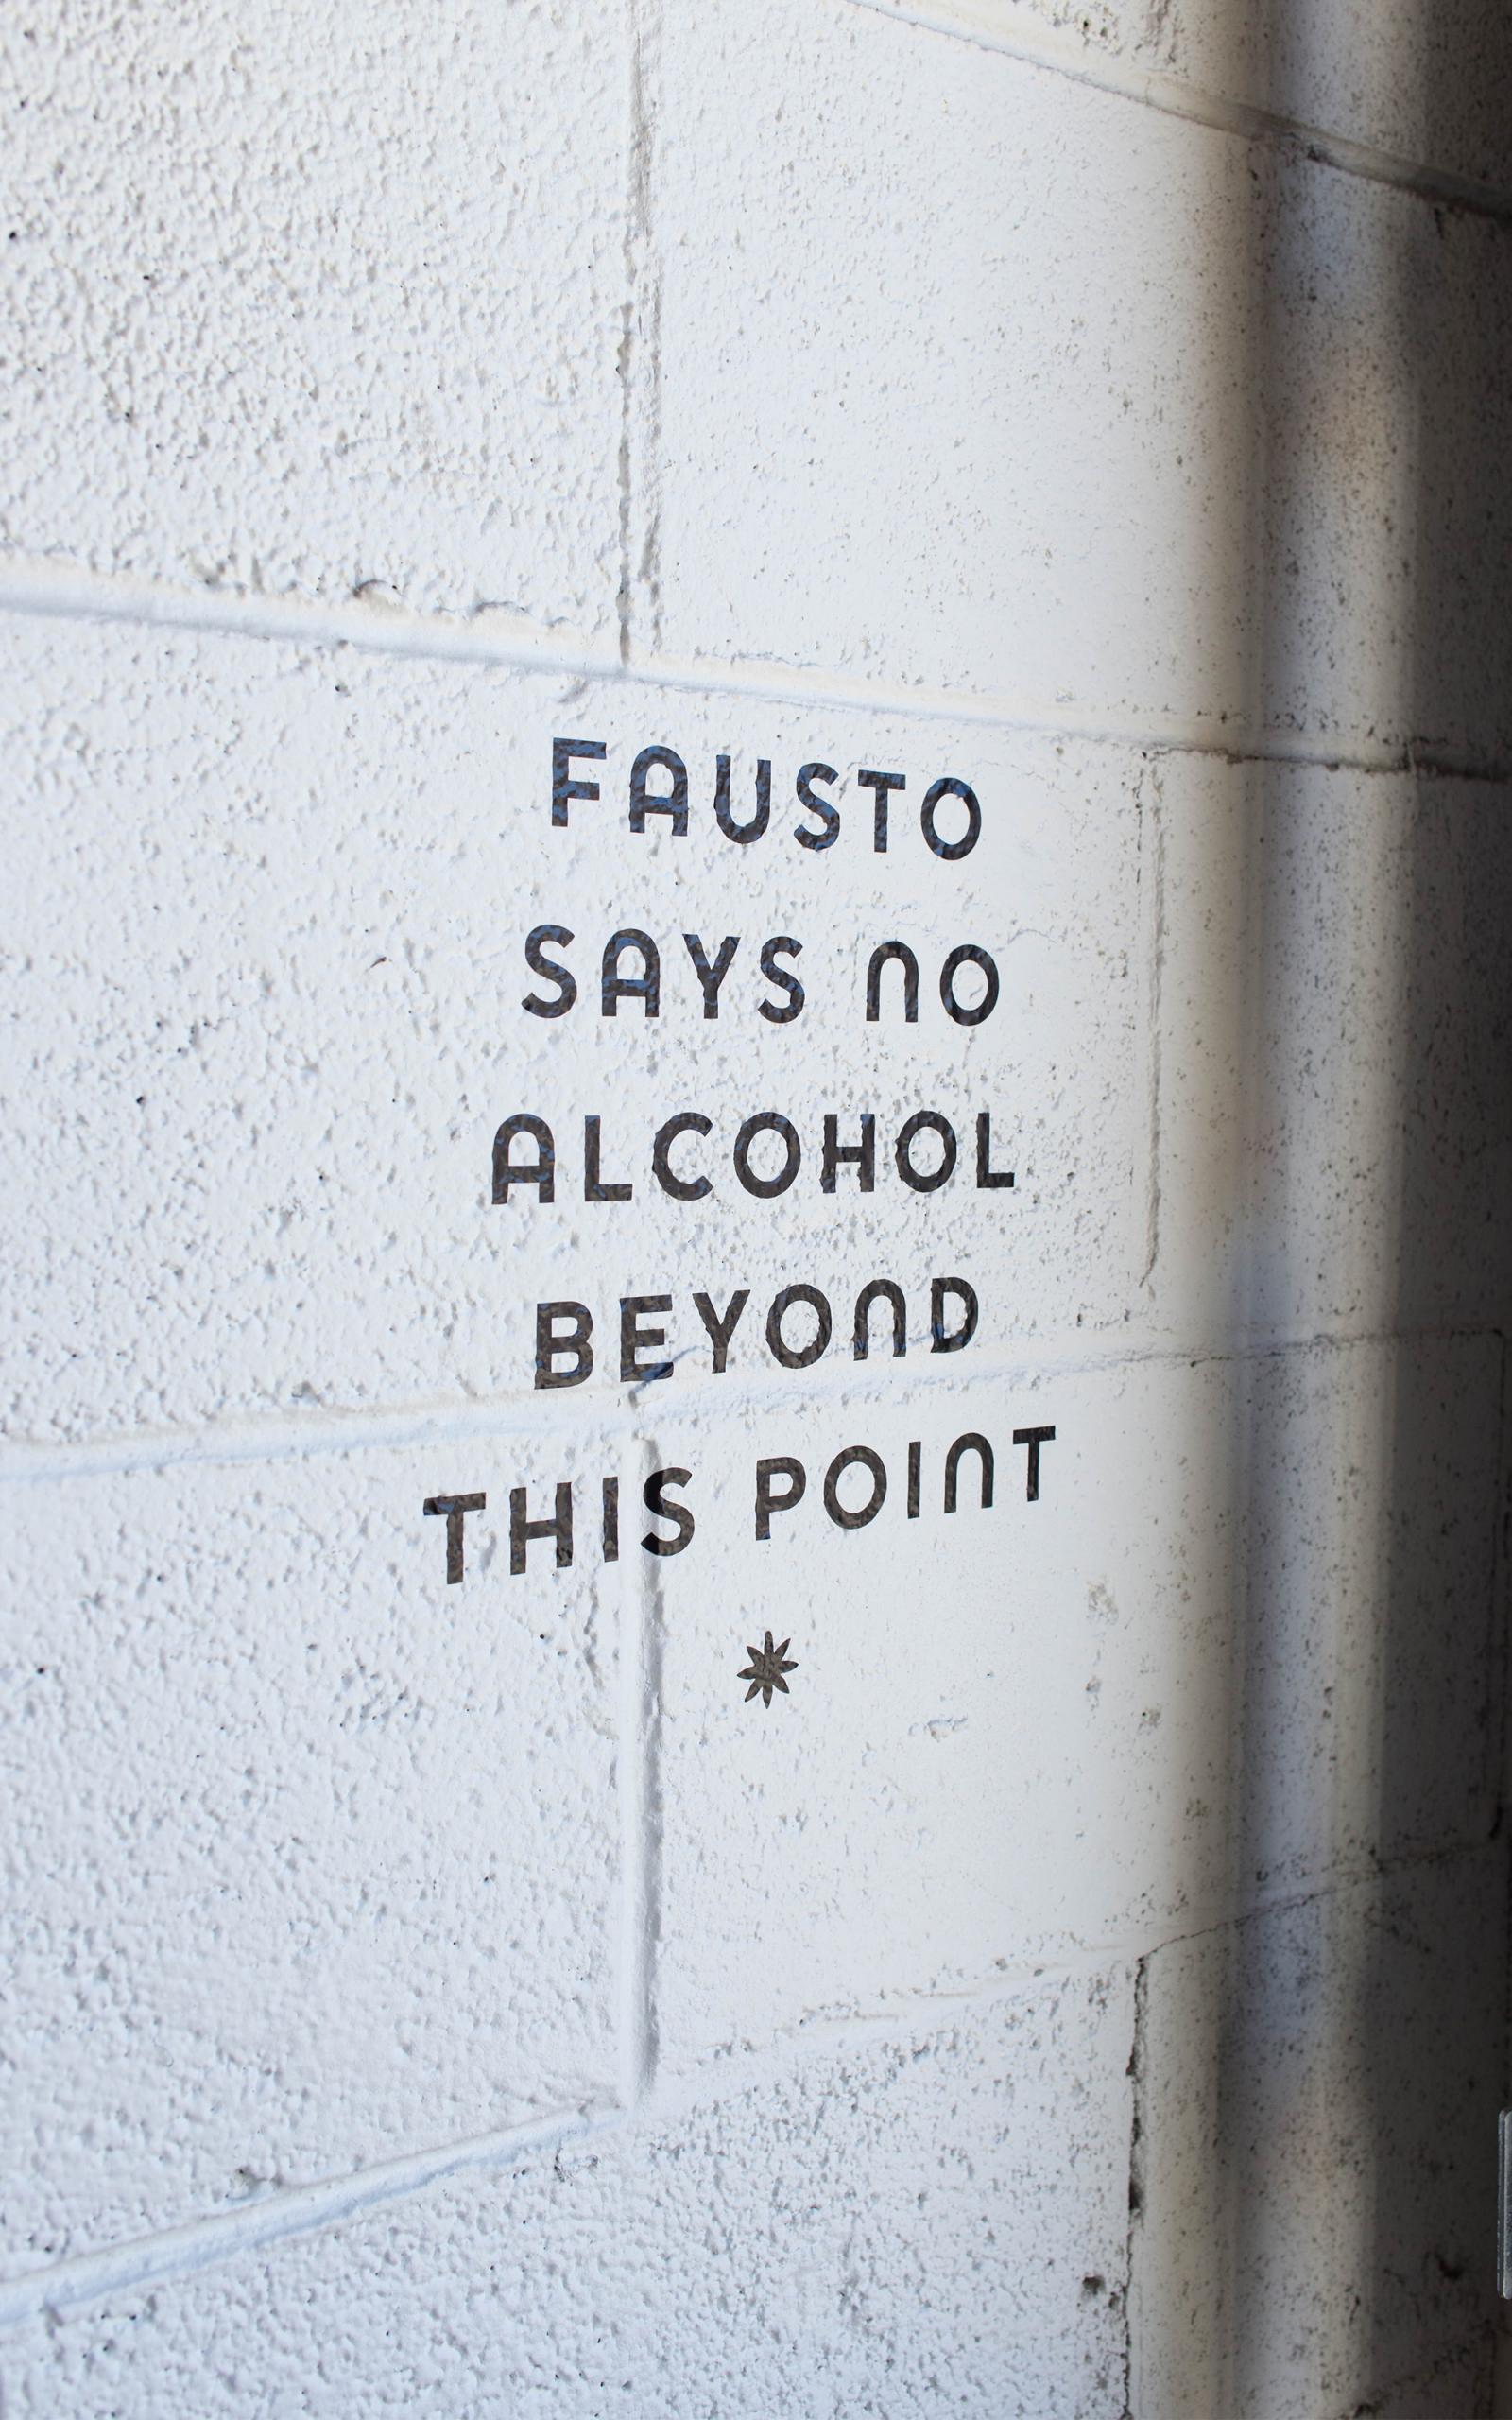 FAUSTO
SAYS NO
ALCOHOL
BEYOND
THIS POINT